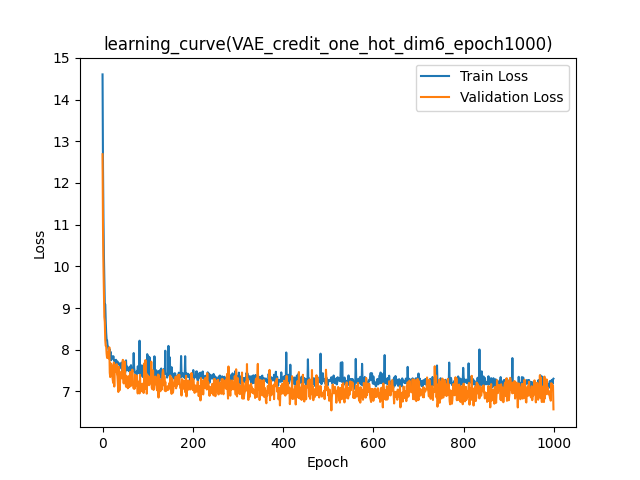 learning_curve(VAE_credit_one_hot_dim6_epoch1000)
Train Loss
Validation Loss
Loss
15
14
13
12
11
10
9
8
7
0 200 400 600 800 1000
Epoch